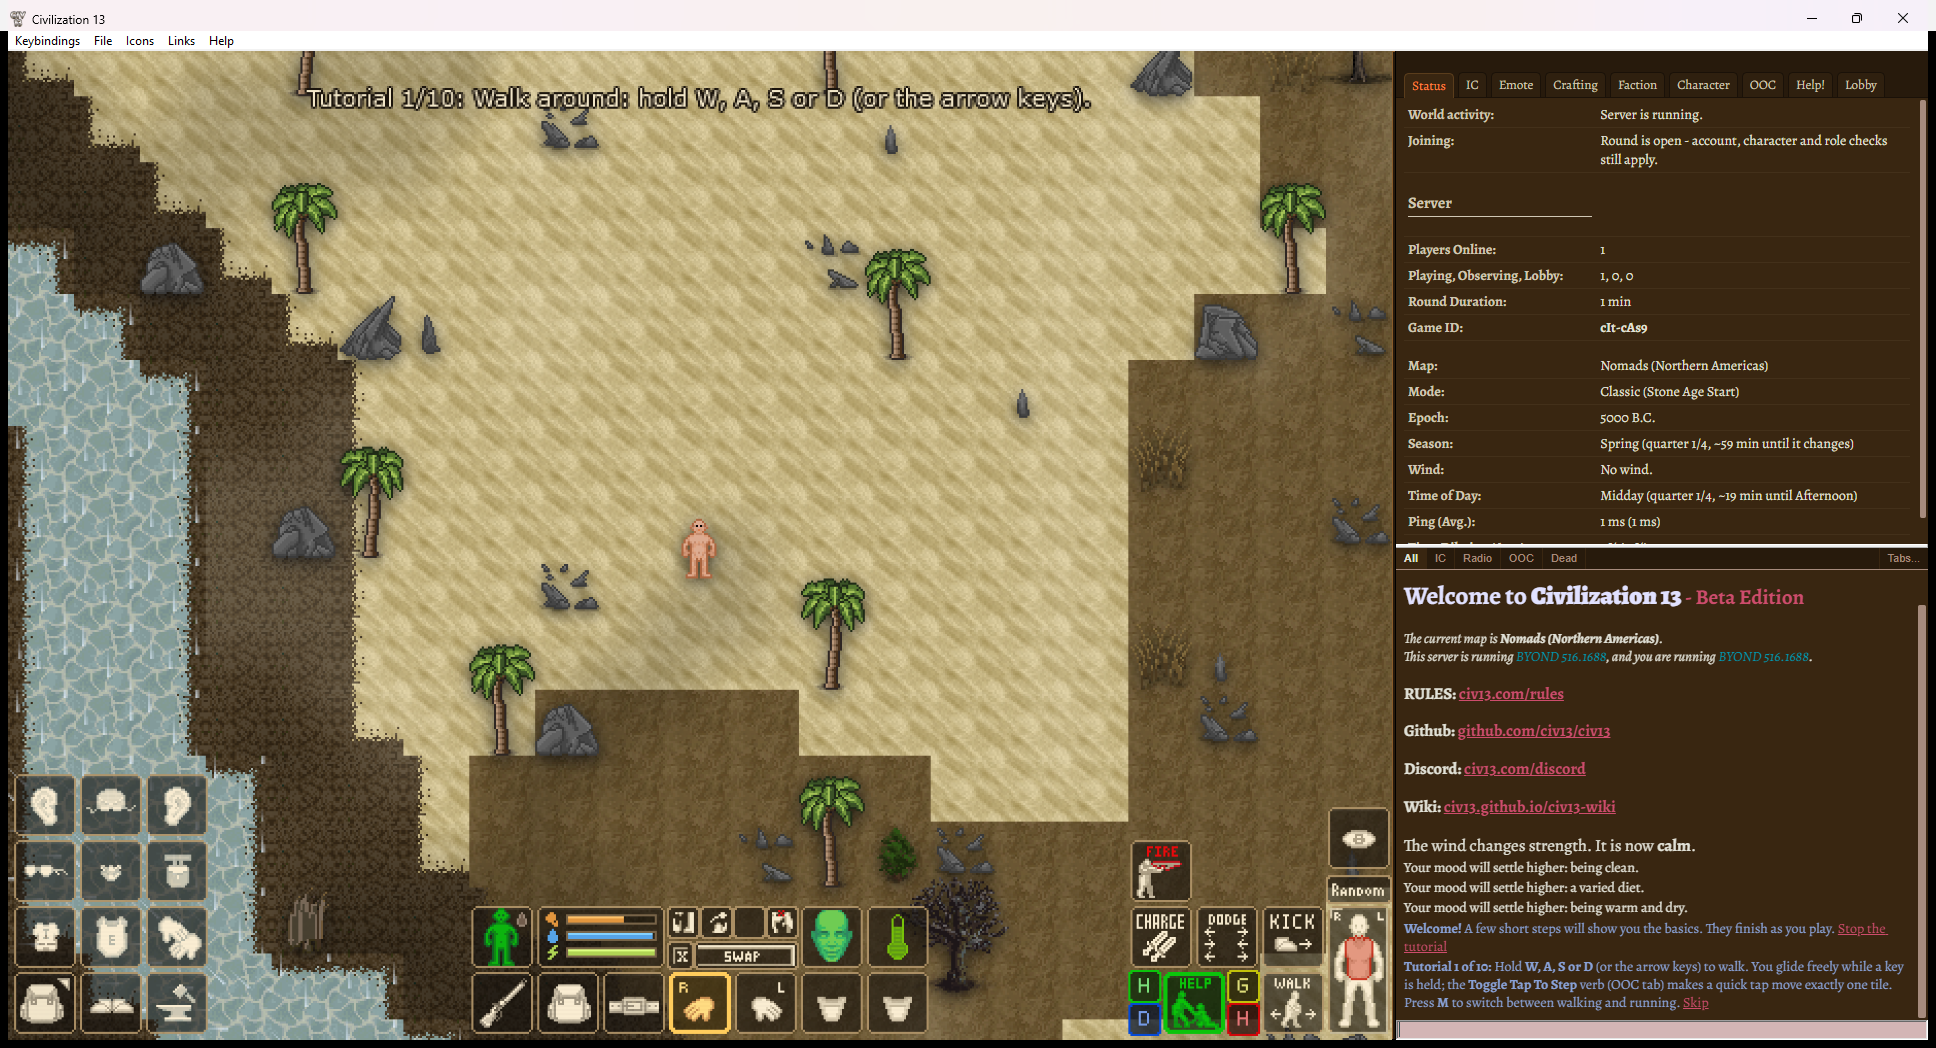 Civilization 13
Keybindings File Icons Links Help
Tutorial 1/10: Walk around: hold W, A, S or D (or the arrow keys).
Status IC Emote Crafting Faction Character OOC Help! Lobby
World activity: Server is running.
Joining: Round is open - account, character and role checks
still apply.
Server
Players Online: 1
Playing, Observing, Lobby: 1, 0, 0
Round Duration: 1 min
Game ID: cIt-cAs9
Map: Nomads (Northern Americas)
Mode: Classic (Stone Age Start)
Epoch: 5000 B.C.
Season: Spring (quarter 1/4, ~59 min until it changes)
Wind: No wind.
Time of Day: Midday (quarter 1/4, ~19 min until Afternoon)
Ping (Avg.): 1 ms (1 ms)
All IC Radio OOC Dead Tabs...
Welcome to Civilization 13 - Beta Edition
The current map is Nomads (Northern Americas).
This server is running BYOND 516.1688, and you are running BYOND 516.1688.
RULES: civ13.com/rules
Github: github.com/civ13/civ13
Discord: civ13.com/discord
Wiki: civ13.github.io/civ13-wiki
The wind changes strength. It is now calm.
Your mood will settle higher: being clean.
Your mood will settle higher: a varied diet.
Your mood will settle higher: being warm and dry.
Welcome! A few short steps will show you the basics. They finish as you play. Stop the
tutorial
Tutorial 1 of 10: Hold W, A, S or D (or the arrow keys) to walk. You glide freely while a key
is held; the Toggle Tap To Step verb (OOC tab) makes a quick tap move exactly one tile.
Press M to switch between walking and running. Skip
FIRE
Random
CHARGE DODGE KICK
R L
X SWAP
R L
H HELP G WALK
D H
E